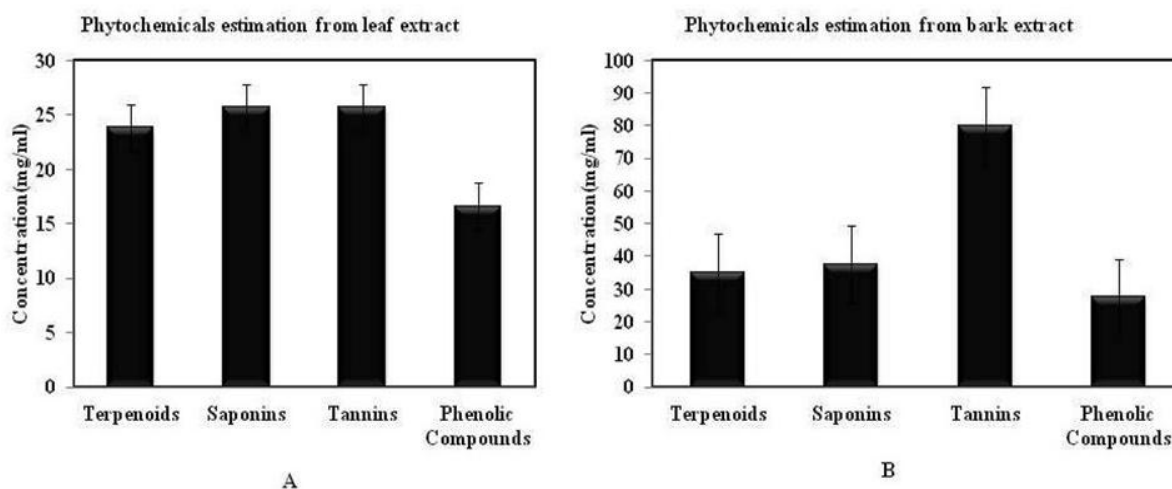 Phytochemicals estimation from leaf extract
Concentration(mg/ml)
30
25
20
15
10
5
0
Terpenoids Saponins Tannins Phenolic
Compounds
A
Phytochemicals estimation from bark extract
Concentration(mg/ml)
100
90
80
70
60
50
40
30
20
10
0
Terpenoids Saponins Tannins Phenolic
Compounds
B